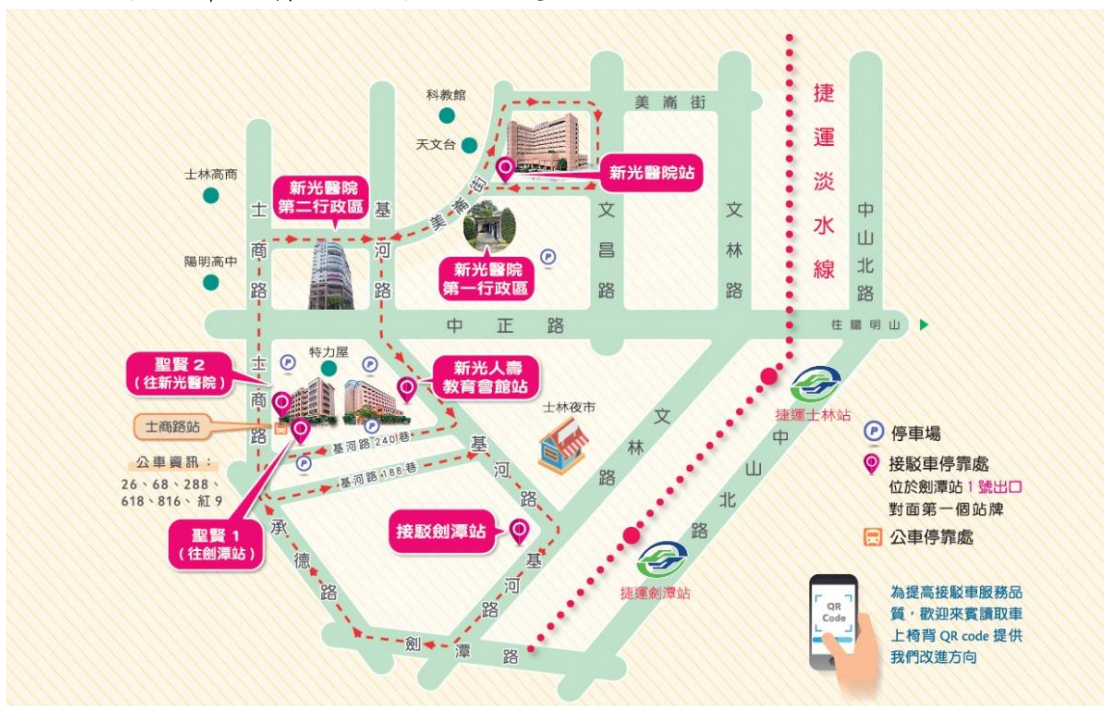 科教館
天文台
士林高商
陽明高中
新光醫院
第二行政區
新光醫院站
新光醫院
第一行政區
美崙街
美崙街
士商路
基河路
文昌路
文林路
捷運淡水線
中山北路
中正路
往陽明山
聖賢 2
(往新光醫院)
特力屋
新光人壽
教育會館站
士商路
士商路站
公車資訊：
26、68、288、
618、816、紅 9
聖賢 1
(往劍潭站)
基河路 240 巷
基河路 188 巷
士林夜市
文林路
基河路
接駁劍潭站
基河路
承德路
劍潭路
捷運士林站
捷運劍潭站
中山北路
停車場
接駁車停靠處
位於劍潭站 1 號出口
對面第一個站牌
公車停靠處
QR
Code
為提高接駁車服務品
質，歡迎來賓讀取車
上椅背 QR code 提供
我們改進方向